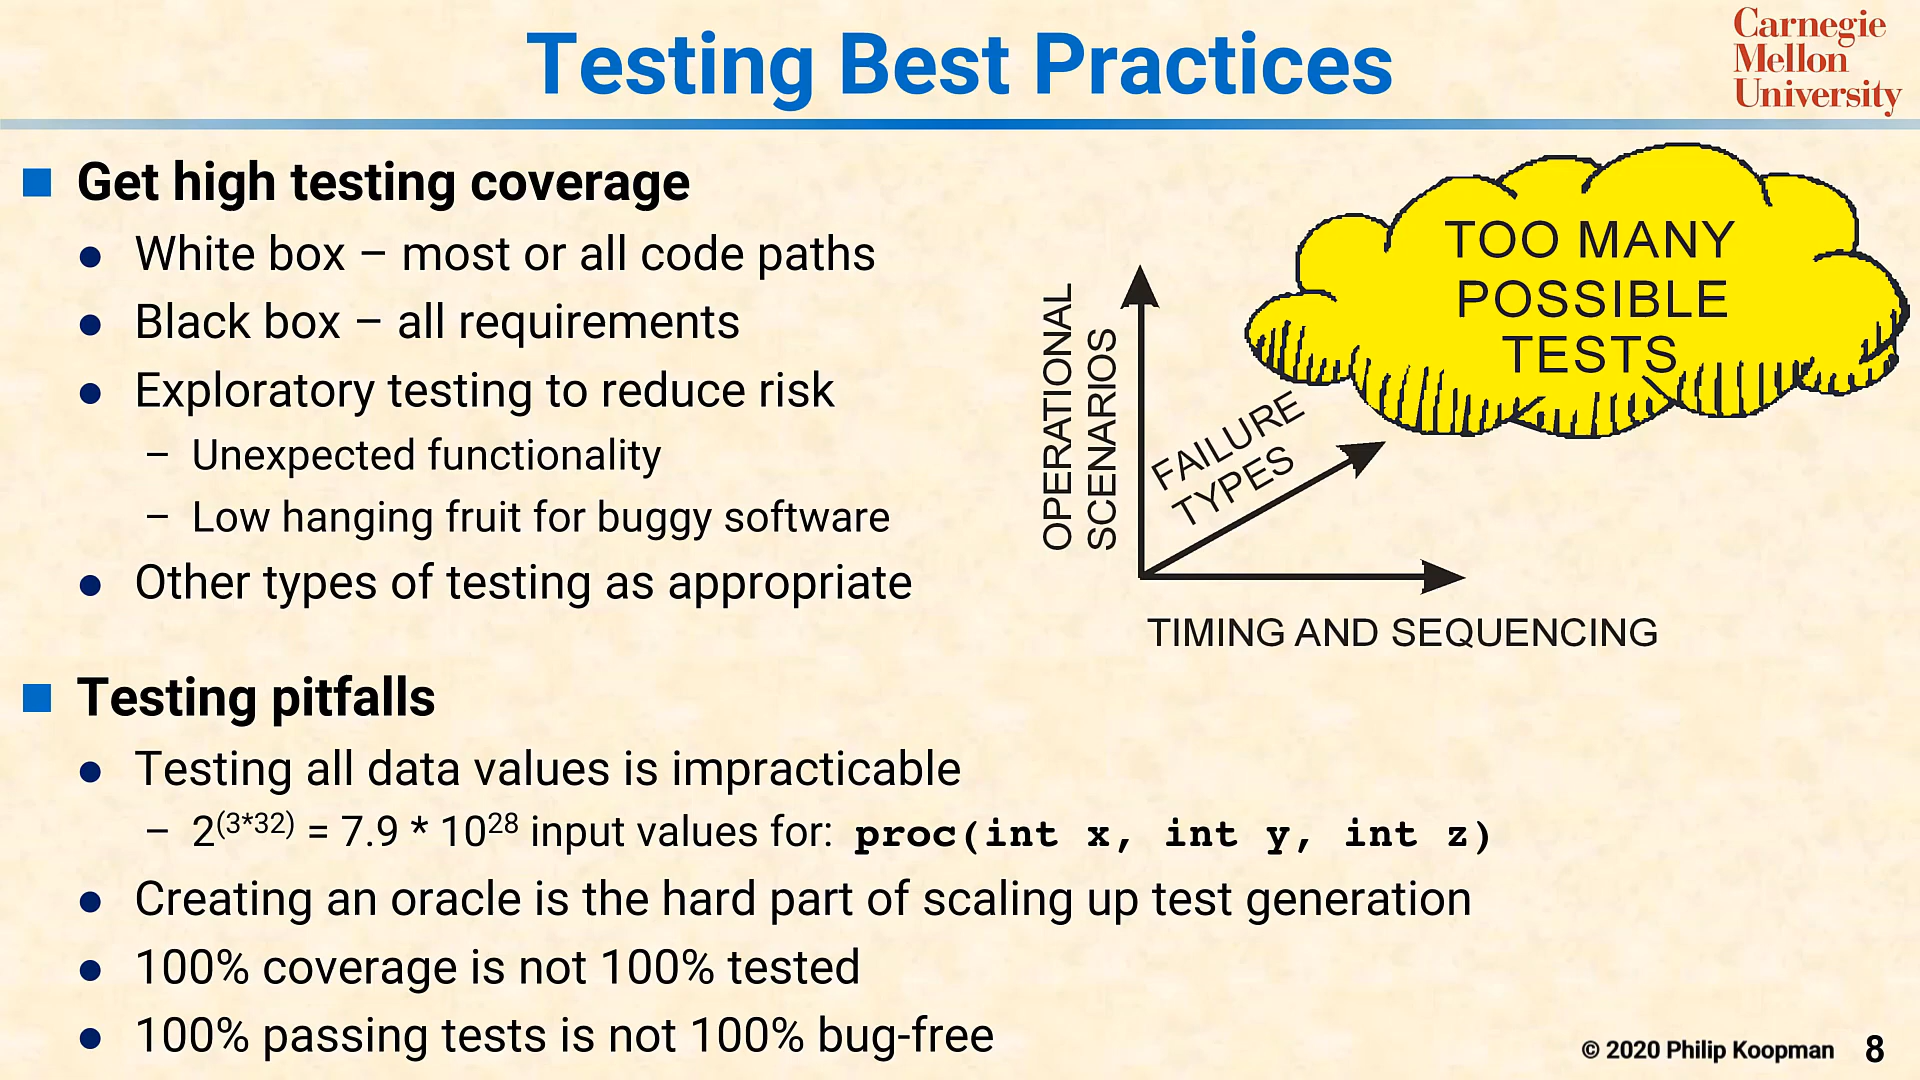 Testing Best Practices
Carnegie
Mellon
University
Get high testing coverage
White box – most or all code paths
Black box – all requirements
Exploratory testing to reduce risk
– Unexpected functionality
– Low hanging fruit for buggy software
Other types of testing as appropriate
TOO MANY
POSSIBLE
TESTS
OPERATIONAL
SCENARIOS
FAILURE
TYPES
TIMING AND SEQUENCING
Testing pitfalls
Testing all data values is impracticable
– 2⁽³*³²⁾ = 7.9 * 10²⁸ input values for: proc(int x, int y, int z)
Creating an oracle is the hard part of scaling up test generation
100% coverage is not 100% tested
100% passing tests is not 100% bug-free
© 2020 Philip Koopman 8